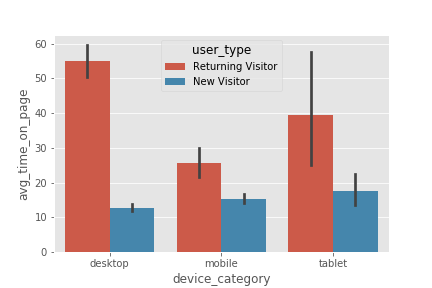 user_type
Returning Visitor
New Visitor
avg_time_on_page
60
50
40
30
20
10
0
desktop mobile tablet
device_category